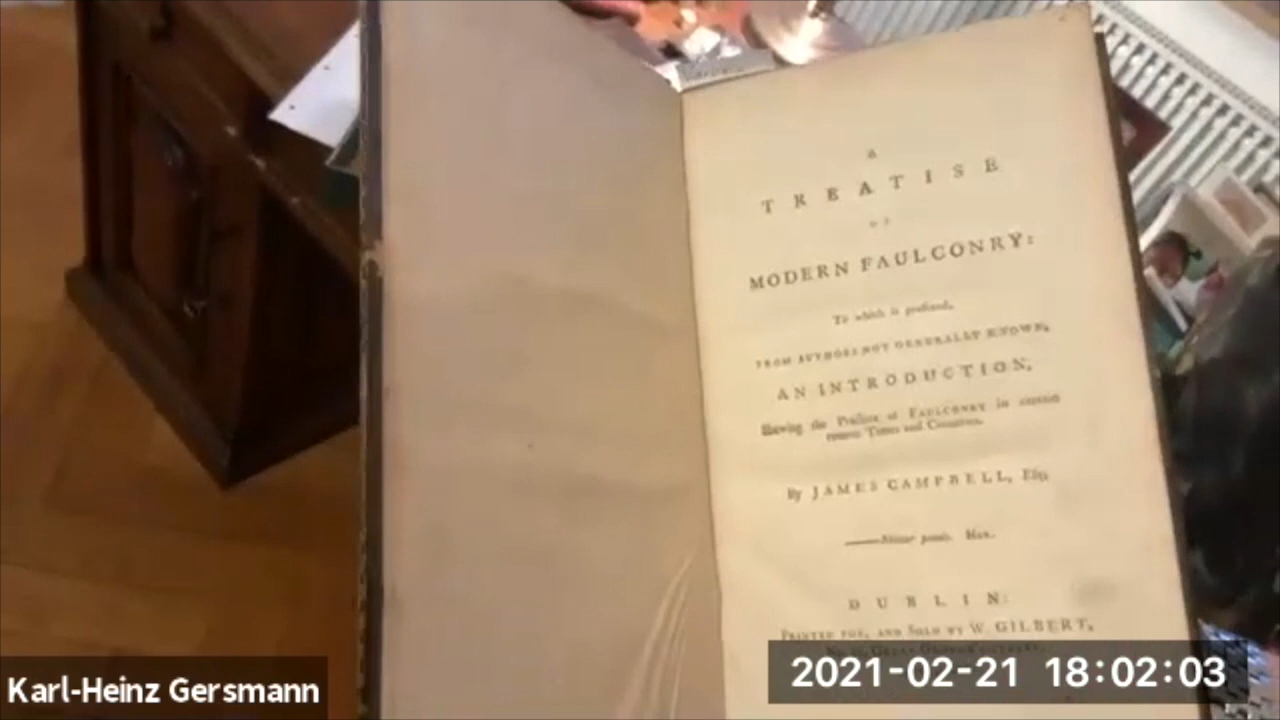 A
TREATISE
OF
MODERN FAULCONRY:
To which is prefixed,
FROM AUTHORS NOT GENERALLY KNOWN,
AN INTRODUCTION,
Shewing the Practice of FAULCONRY in certain
remote Times and Countries.
By JAMES CAMPBELL, Esq;
Hor.
DUBLIN:
PRINTED FOR, AND SOLD BY W. GILBERT,
Karl-Heinz Gersmann
2021-02-21 18:02:03